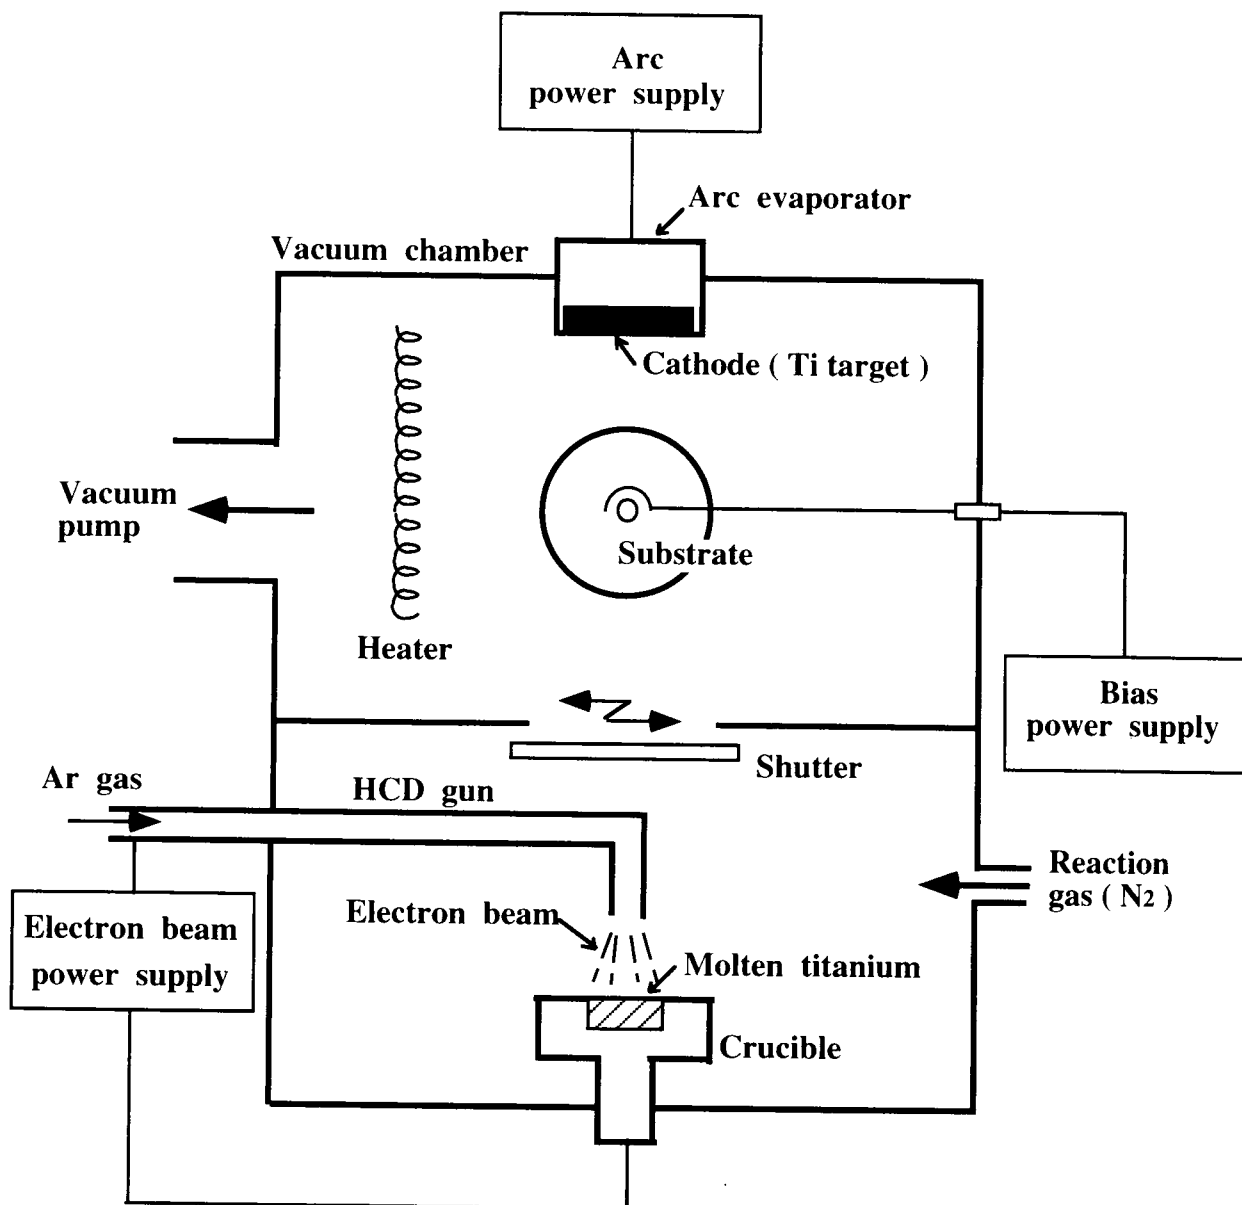 Arc
power supply
Arc evaporator
Vacuum chamber
Cathode ( Ti target )
Vacuum
pump
Substrate
Heater
Bias
power supply
Shutter
Ar gas
HCD gun
Reaction
gas ( N2 )
Electron beam
Electron beam
power supply
Molten titanium
Crucible